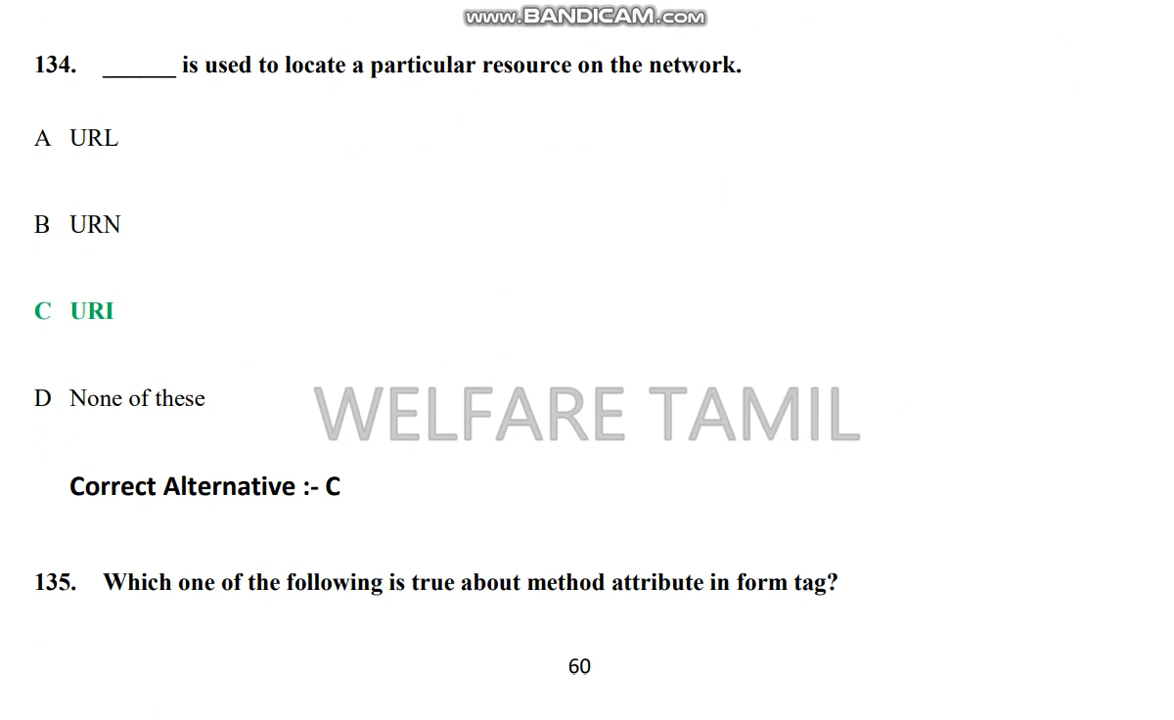 www.BANDICAM.COM
134. ______ is used to locate a particular resource on the network.
A URL
B URN
C URI
D None of these
WELFARE TAMIL
Correct Alternative :- C
135. Which one of the following is true about method attribute in form tag?
60